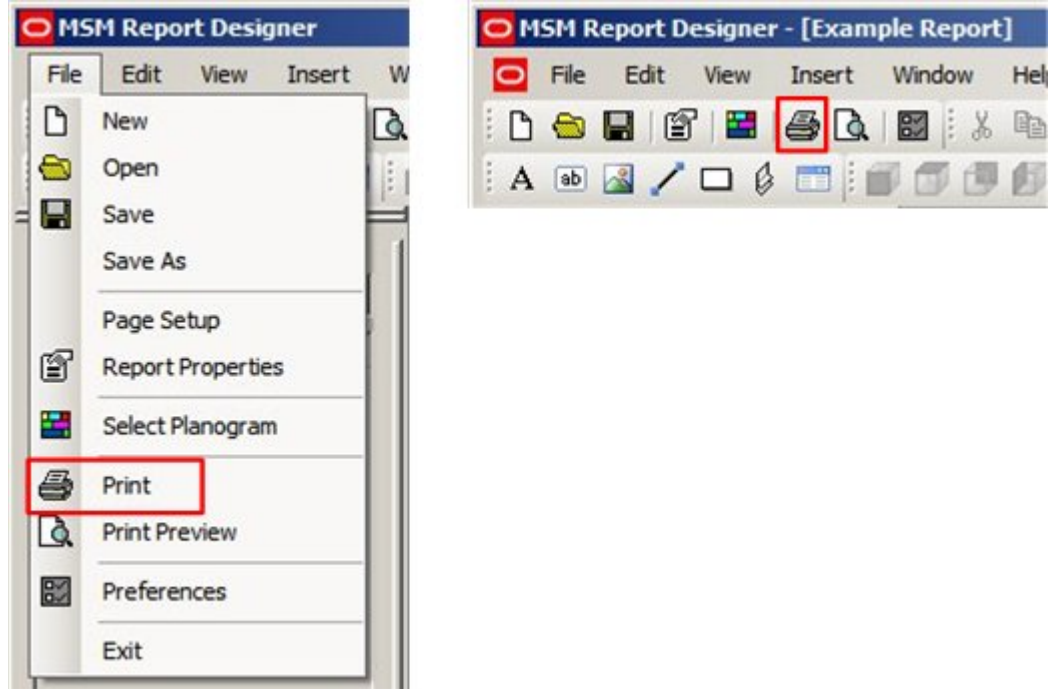 MSM Report Designer
File Edit View Insert W
New
Open
Save
Save As
Page Setup
Report Properties
Select Planogram
Print
Print Preview
Preferences
Exit
MSM Report Designer - [Example Report]
File Edit View Insert Window Help
A ab